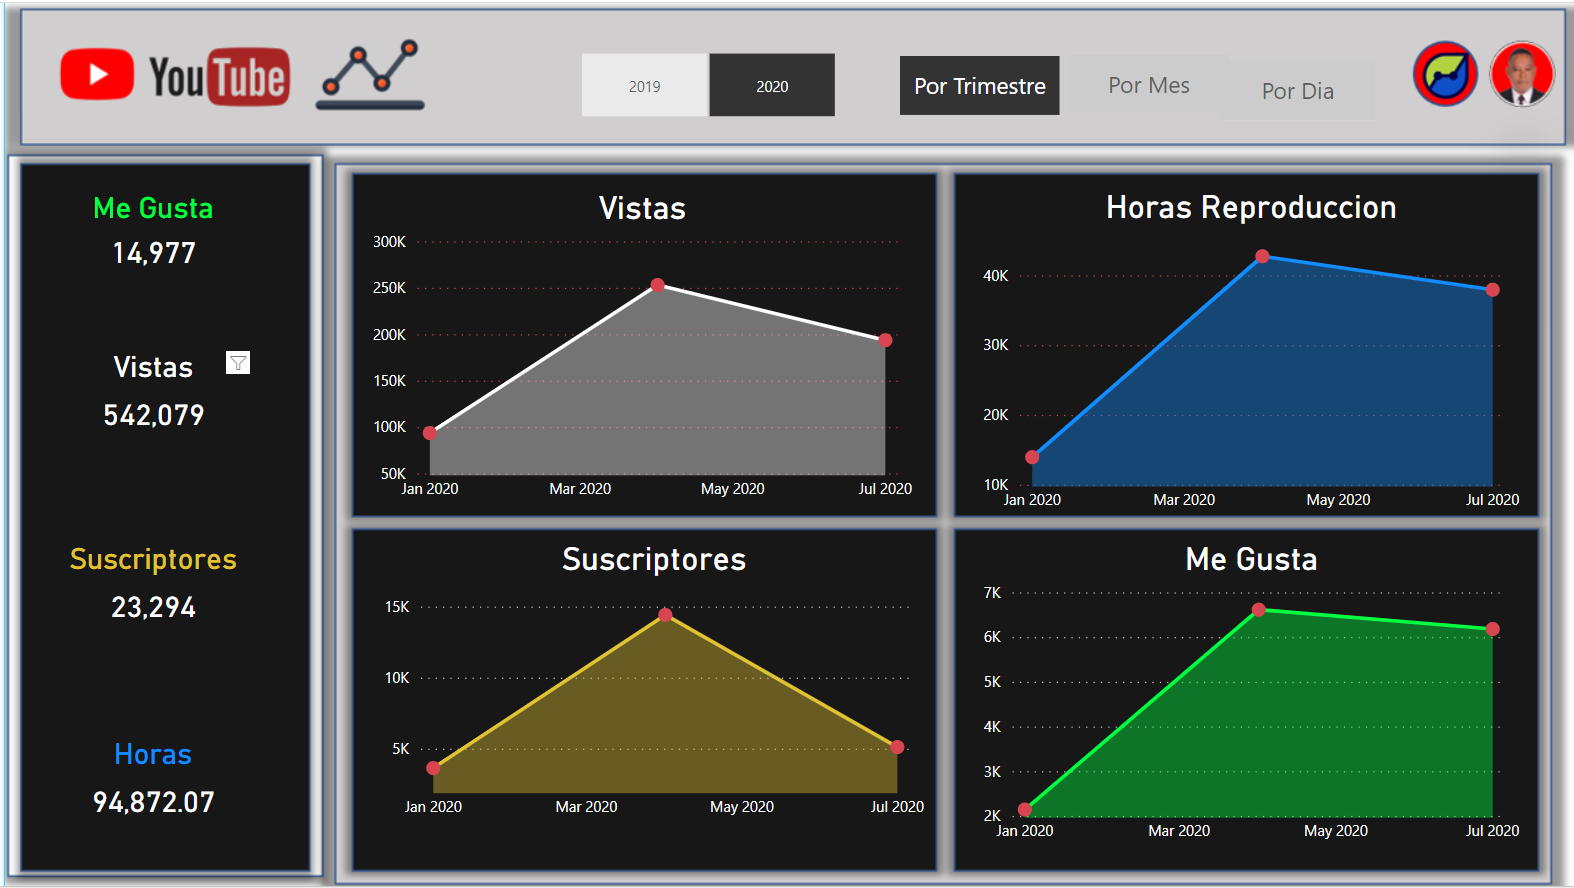 YouTube
2019
2020
Por Trimestre
Por Mes
Por Dia
Me Gusta
14,977
Vistas
542,079
Suscriptores
23,294
Horas
94,872.07
Vistas
300K
250K
200K
150K
100K
50K
Jan 2020
Mar 2020
May 2020
Jul 2020
Horas Reproduccion
40K
30K
20K
10K
Jan 2020
Mar 2020
May 2020
Jul 2020
Suscriptores
15K
10K
5K
Jan 2020
Mar 2020
May 2020
Jul 2020
Me Gusta
7K
6K
5K
4K
3K
2K
Jan 2020
Mar 2020
May 2020
Jul 2020